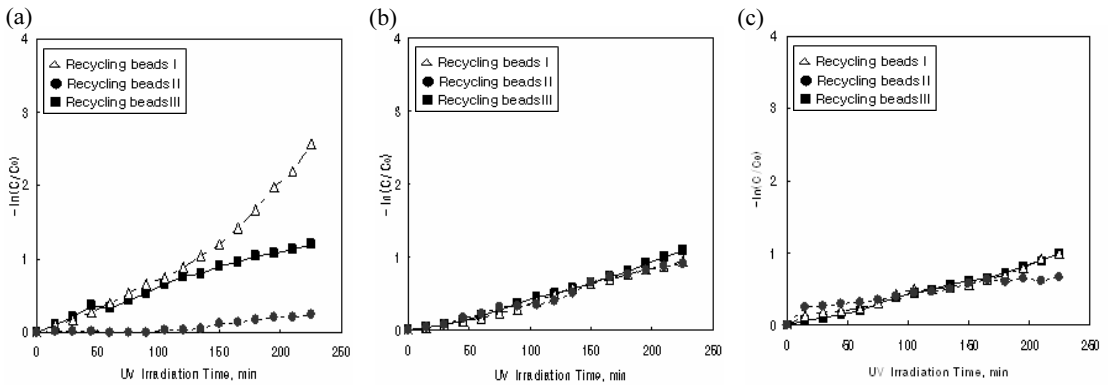 (a)
4
3
2
1
0
0
50
100
150
200
250
Recycling beads I
Recycling beads II
Recycling beads III
- ln(C/C₀)
UV Irradiation Time, min
(b)
4
3
2
1
0
0
50
100
150
200
250
Recycling beads I
Recycling beads II
Recycling beads III
- ln(C/C₀)
UV Irradiation Time, min
(c)
4
3
2
1
0
0
50
100
150
200
250
Recycling beads I
Recycling beads II
Recycling beads III
-ln(C/C₀)
UV Irradiation Time, min